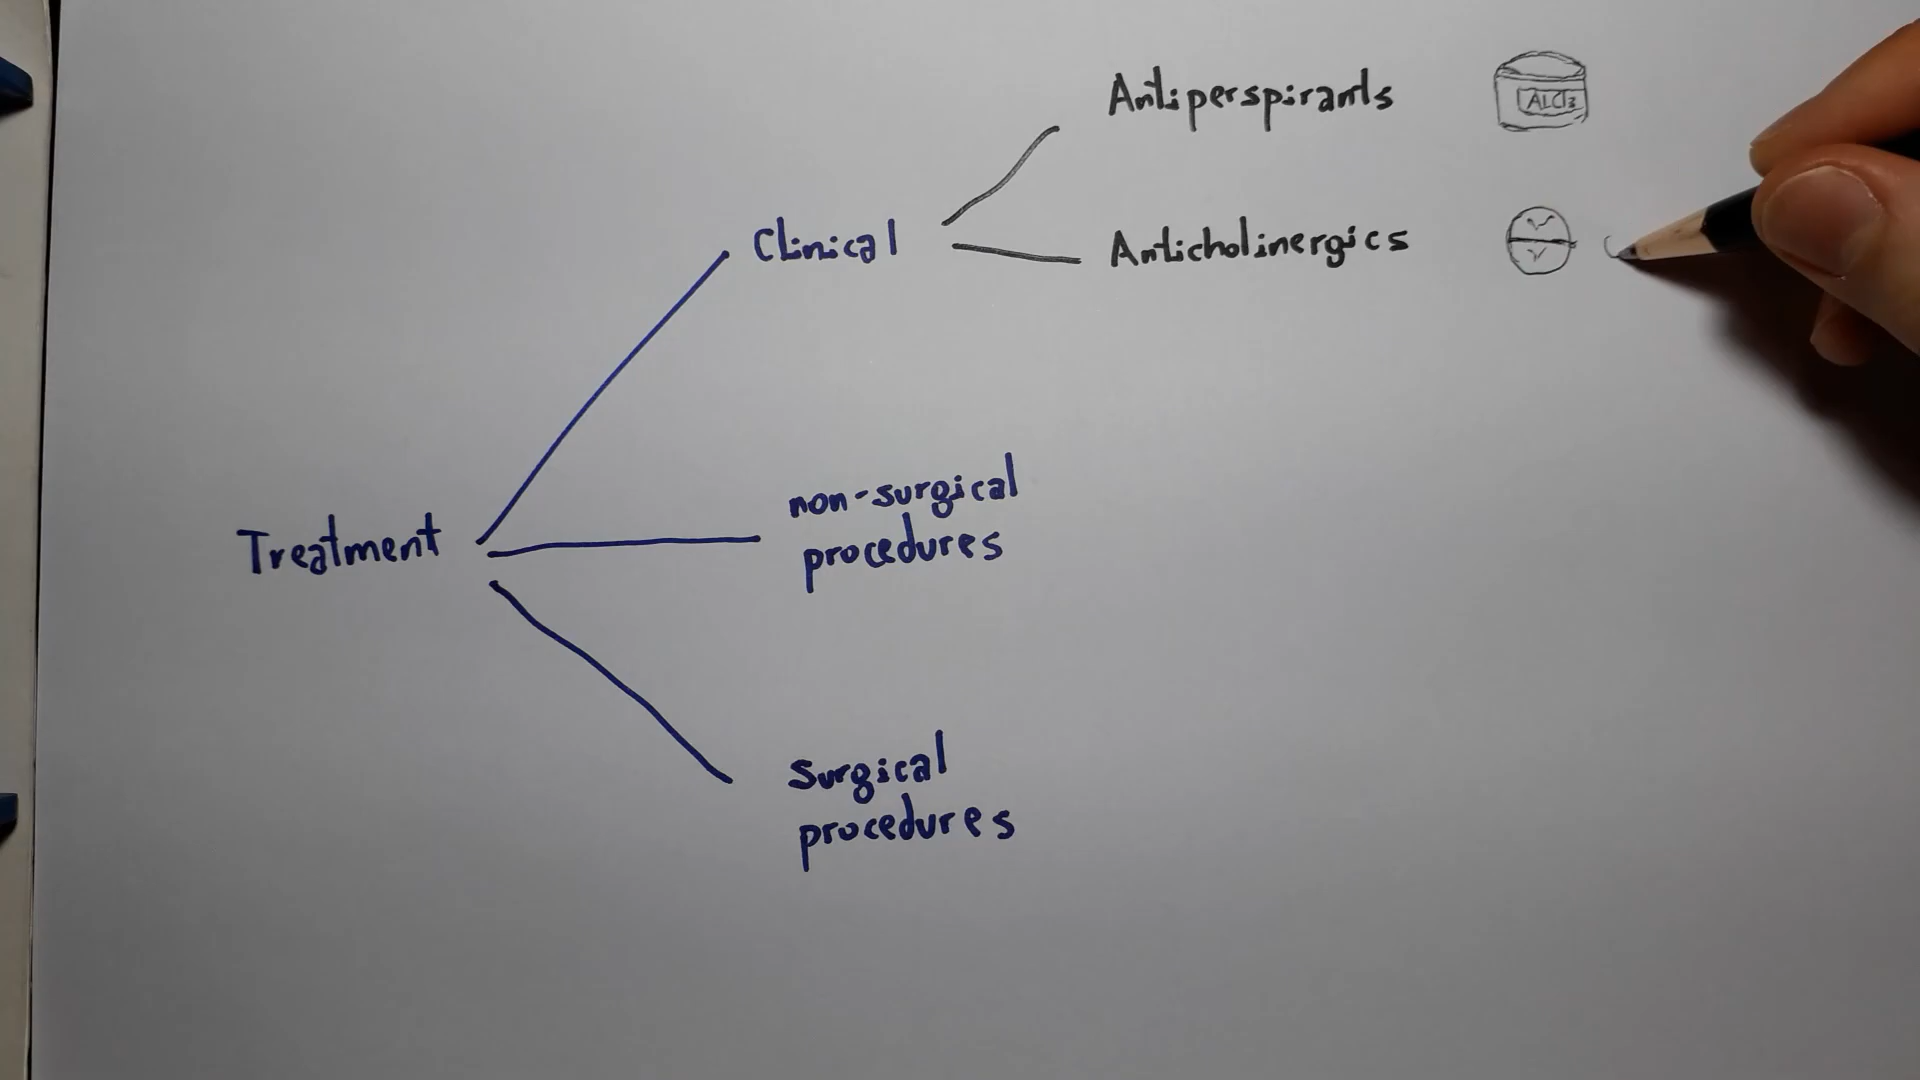 Antiperspirants
ALCl3
Clinical
Anticholinergics
Treatment
non-surgical
procedures
Surgical
procedures